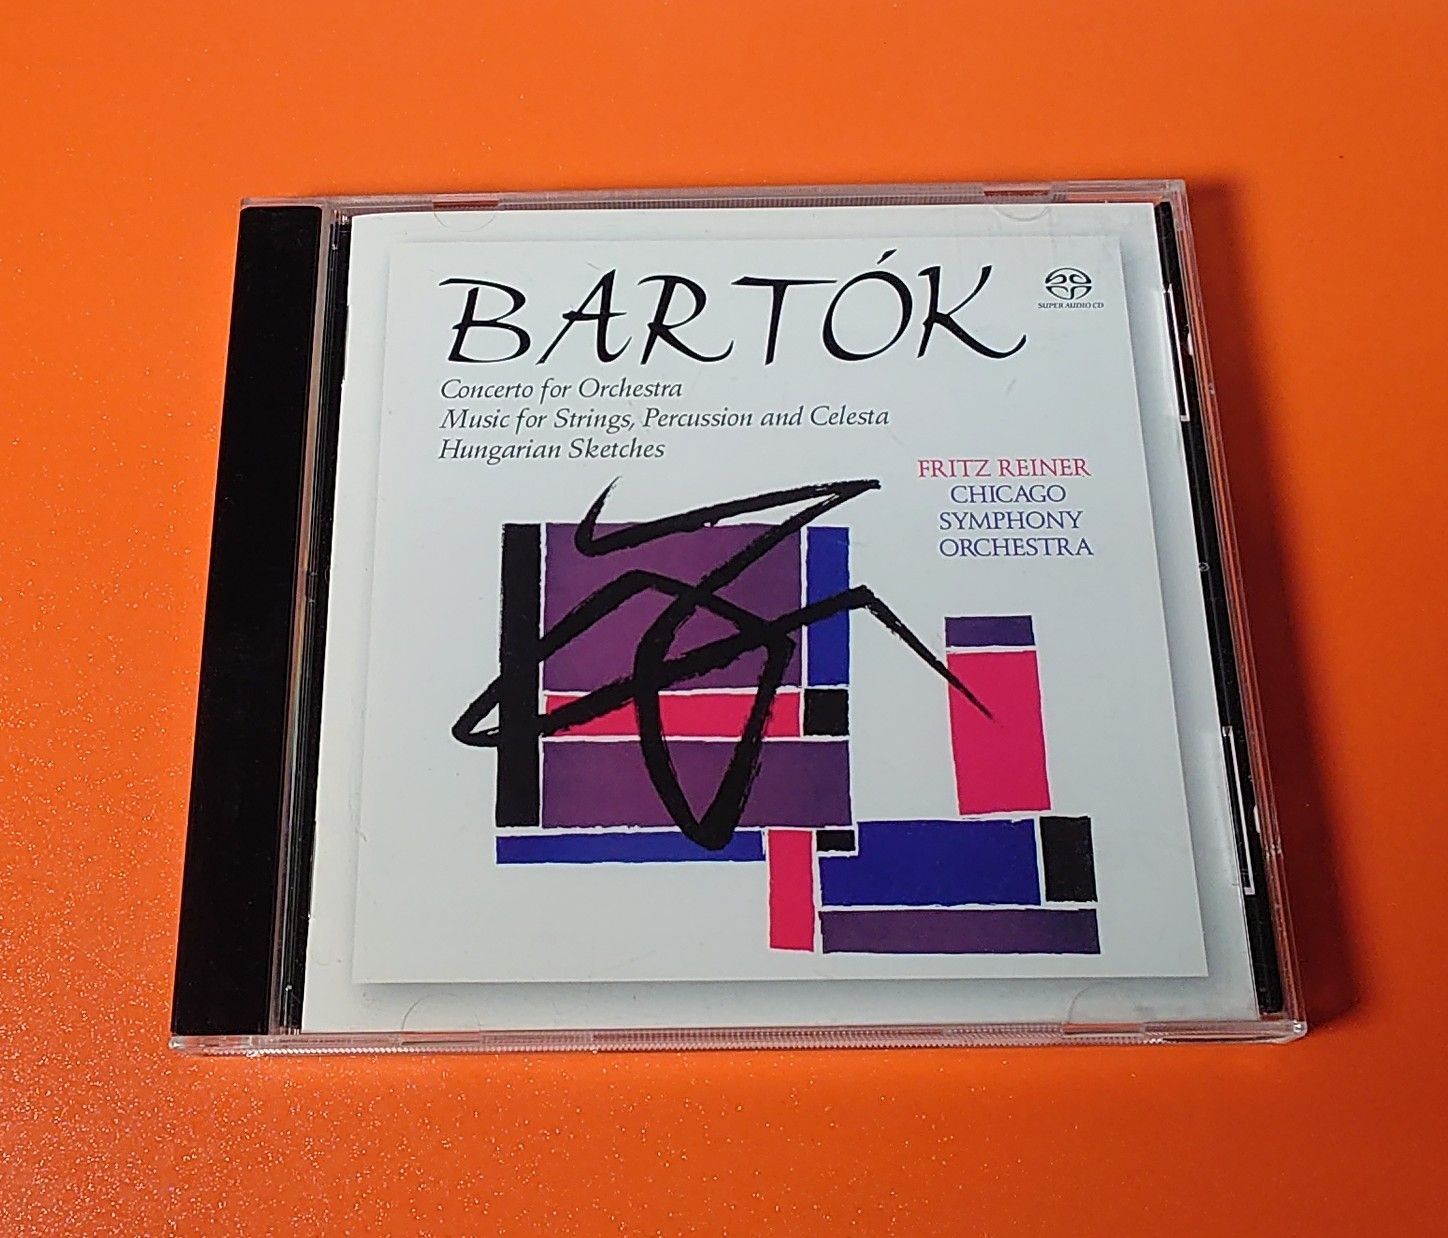 BARTÓK
SUPER AUDIO CD
Concerto for Orchestra
Music for Strings, Percussion and Celesta
Hungarian Sketches
FRITZ REINER
CHICAGO
SYMPHONY
ORCHESTRA